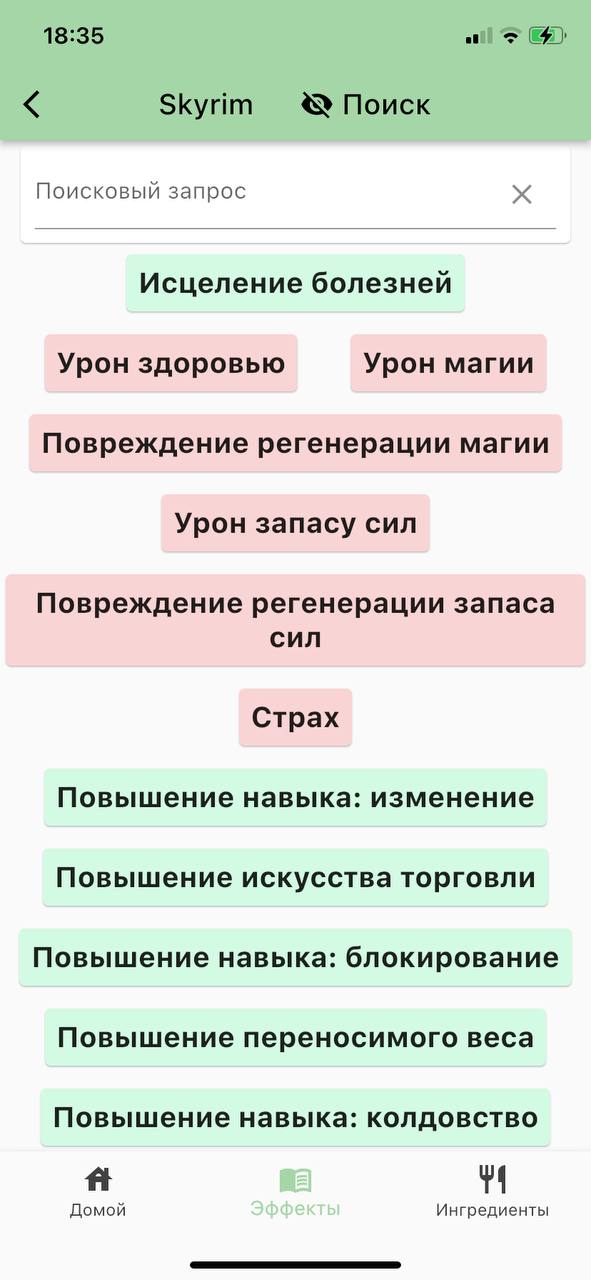 18:35
Skyrim Поиск
Поисковый запрос
Исцеление болезней
Урон здоровью Урон магии
Повреждение регенерации магии
Урон запасу сил
Повреждение регенерации запаса
сил
Страх
Повышение навыка: изменение
Повышение искусства торговли
Повышение навыка: блокирование
Повышение переносимого веса
Повышение навыка: колдовство
Домой Эффекты Ингредиенты